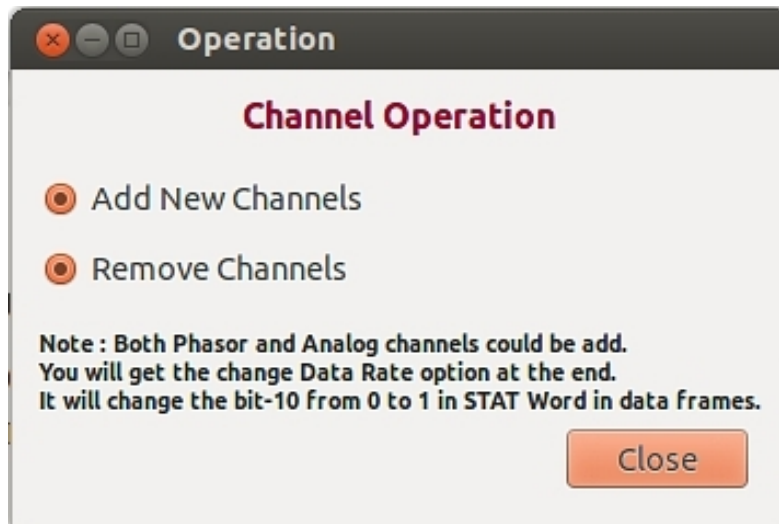 Operation
Channel Operation
Add New Channels
Remove Channels
Note : Both Phasor and Analog channels could be add.
You will get the change Data Rate option at the end.
It will change the bit-10 from 0 to 1 in STAT Word in data frames.
Close